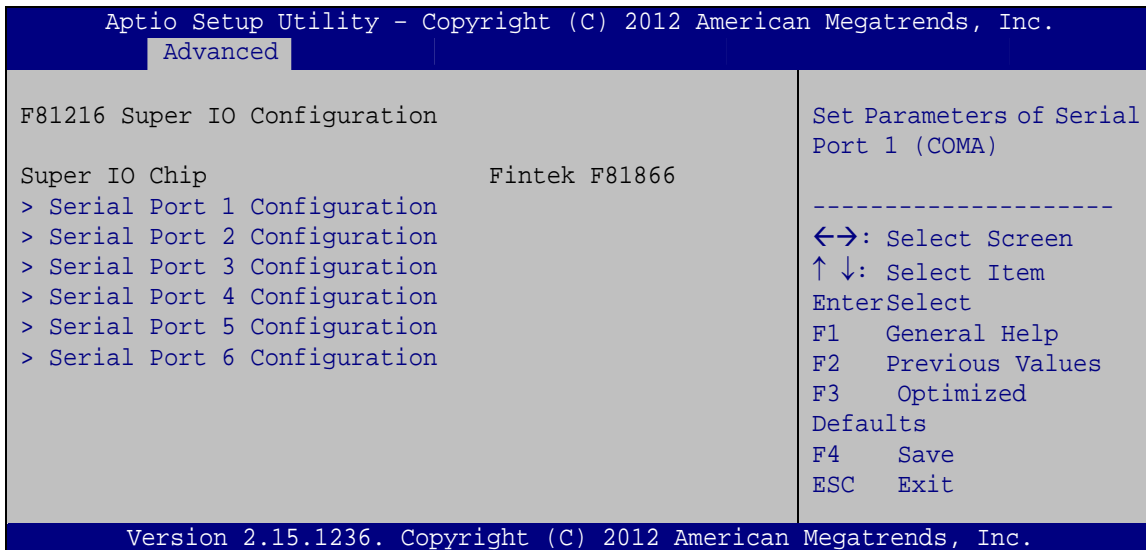 Aptio Setup Utility – Copyright (C) 2012 American Megatrends, Inc.
Advanced
F81216 Super IO Configuration
Super IO Chip Fintek F81866
> Serial Port 1 Configuration
> Serial Port 2 Configuration
> Serial Port 3 Configuration
> Serial Port 4 Configuration
> Serial Port 5 Configuration
> Serial Port 6 Configuration
Set Parameters of Serial
Port 1 (COMA)
---------------------
←→: Select Screen
↑ ↓: Select Item
EnterSelect
F1 General Help
F2 Previous Values
F3 Optimized
Defaults
F4 Save
ESC Exit
Version 2.15.1236. Copyright (C) 2012 American Megatrends, Inc.